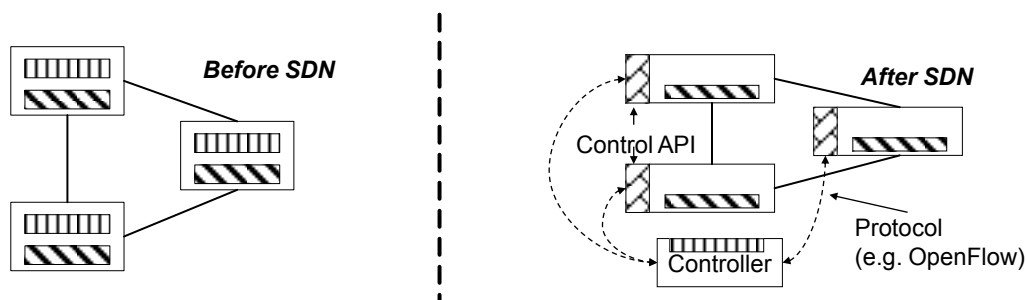 Before SDN
After SDN
Control API
Protocol
(e.g. OpenFlow)
Controller